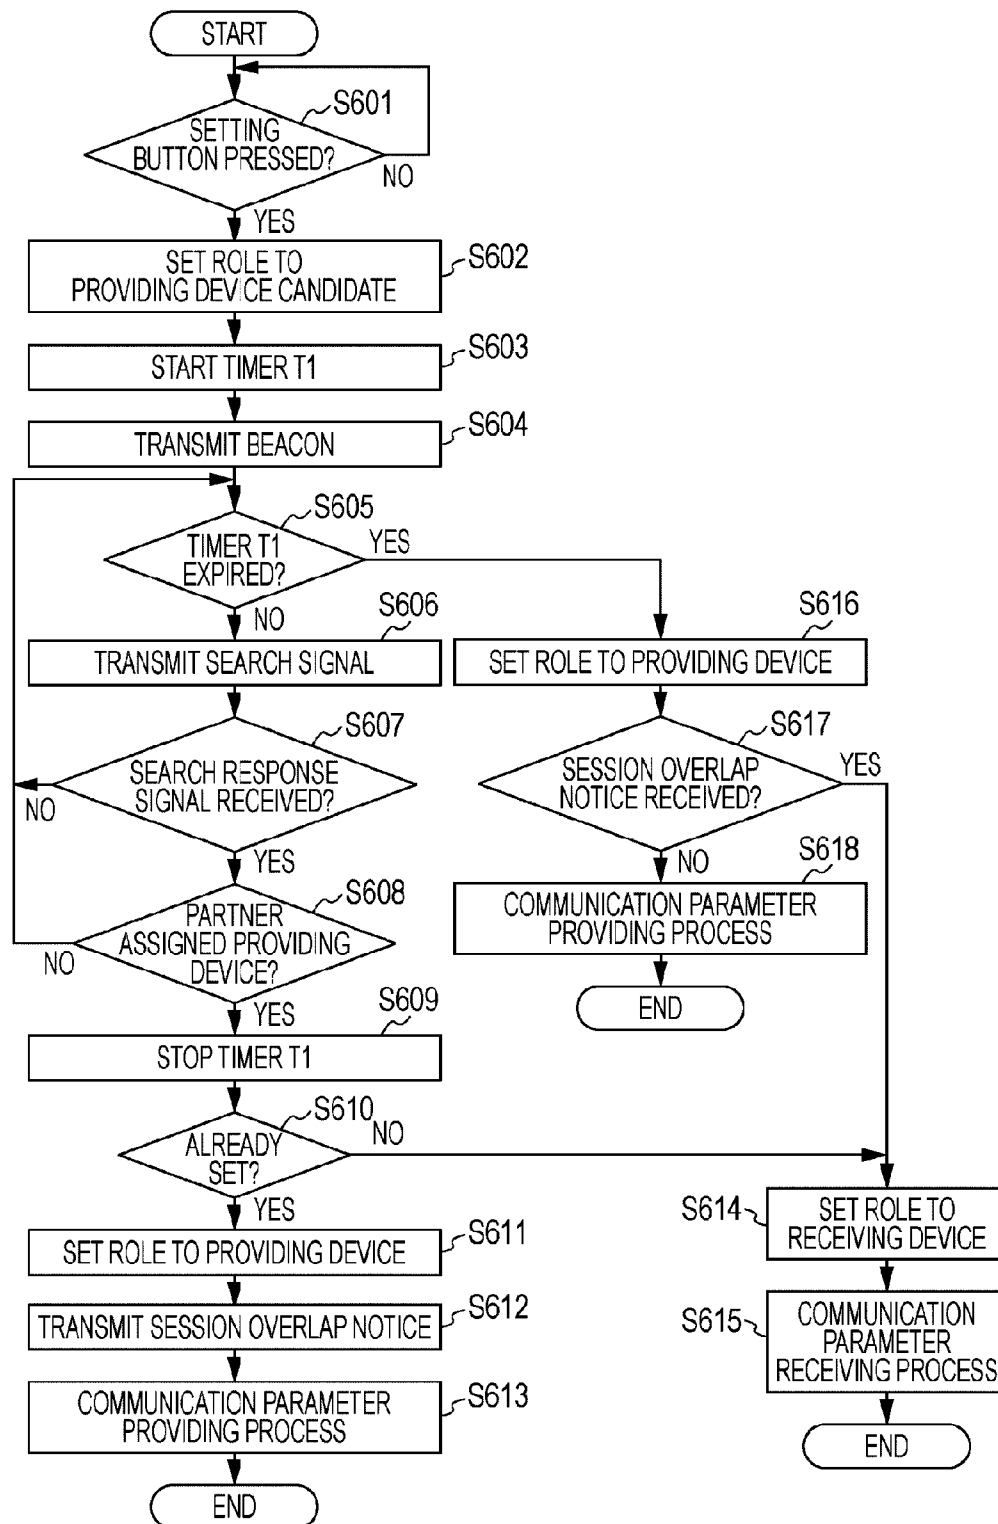 START
S601
SETTING
BUTTON PRESSED?
NO
YES
S602
SET ROLE TO
PROVIDING DEVICE CANDIDATE
S603
START TIMER T1
S604
TRANSMIT BEACON
S605
TIMER T1
EXPIRED?
YES
NO
S606
TRANSMIT SEARCH SIGNAL
S607
SEARCH RESPONSE
SIGNAL RECEIVED?
NO
YES
S608
PARTNER
ASSIGNED PROVIDING
DEVICE?
NO
YES
S609
STOP TIMER T1
S610
ALREADY
SET?
NO
YES
S611
SET ROLE TO PROVIDING DEVICE
S612
TRANSMIT SESSION OVERLAP NOTICE
S613
COMMUNICATION PARAMETER
PROVIDING PROCESS
END
S616
SET ROLE TO PROVIDING DEVICE
S617
SESSION OVERLAP
NOTICE RECEIVED?
YES
NO
S618
COMMUNICATION PARAMETER
PROVIDING PROCESS
END
S614
SET ROLE TO
RECEIVING DEVICE
S615
COMMUNICATION
PARAMETER
RECEIVING PROCESS
END